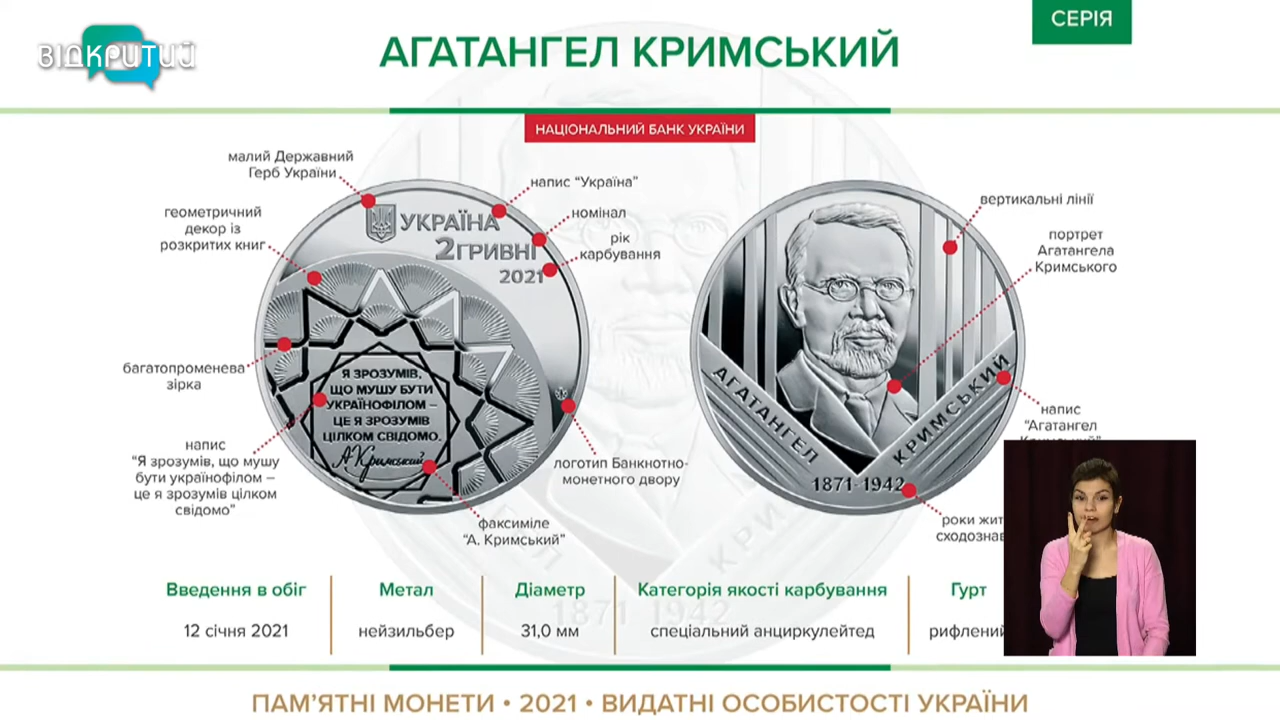 ВІДКРИТИЙ
АГАТАНГЕЛ КРИМСЬКИЙ
СЕРІЯ
НАЦІОНАЛЬНИЙ БАНК УКРАЇНИ
малий Державний
Герб України
геометричний
декор із
розкритих книг
багатопроменева
зірка
напис
“Я зрозумів, що мушу
бути українофілом –
це я зрозумів цілком
свідомо”
УКРАЇНА
2 ГРИВНІ
2021
Я ЗРОЗУМІВ,
ЩО МУШУ БУТИ
УКРАЇНОФІЛОМ –
ЦЕ Я ЗРОЗУМІВ
ЦІЛКОМ СВІДОМО.
А. Кримський
напис “Україна”
номінал
рік
карбування
логотип Банкнотно-
монетного двору
факсиміле
“А. Кримський”
АГАТАНГЕЛ
КРИМСЬКИЙ
1871-1942
вертикальні лінії
портрет
Агатангела
Кримського
напис
“Агатангел
Кримський”
роки
Введення в обіг
12 січня 2021
Метал
нейзильбер
Діаметр
31,0 мм
Категорія якості карбування
спеціальний анциркулейтед
Гурт
рифлений
ПАМ’ЯТНІ МОНЕТИ • 2021 • ВИДАТНІ ОСОБИСТОСТІ УКРАЇНИ